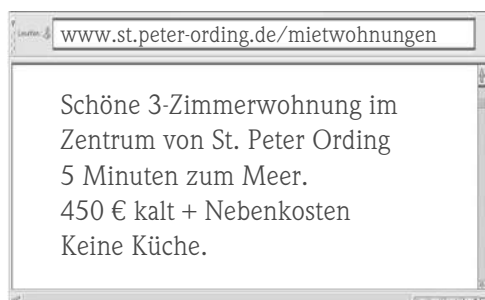 www.st.peter-ording.de/mietwohnungen
Schöne 3-Zimmerwohnung im
Zentrum von St. Peter Ording
5 Minuten zum Meer.
450 € kalt + Nebenkosten
Keine Küche.